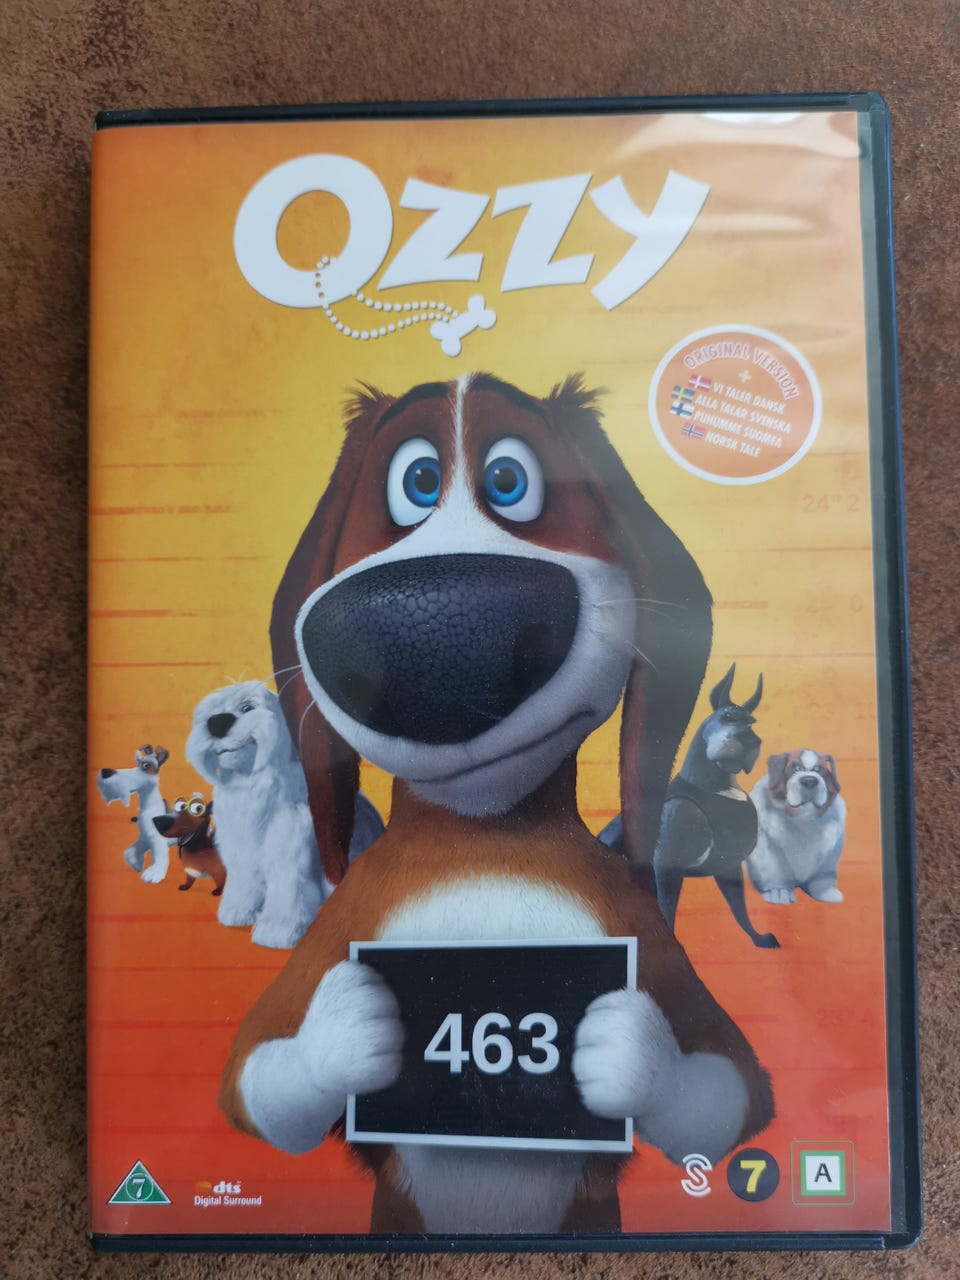 OZZY
ORIGINAL VERSION
+
VI TALER DANSK
ALLA TALAR SVENSKA
PUHUMME SUOMEA
NORSK TALE
24" 2
463
7
dts
Digital Surround
S
7
A